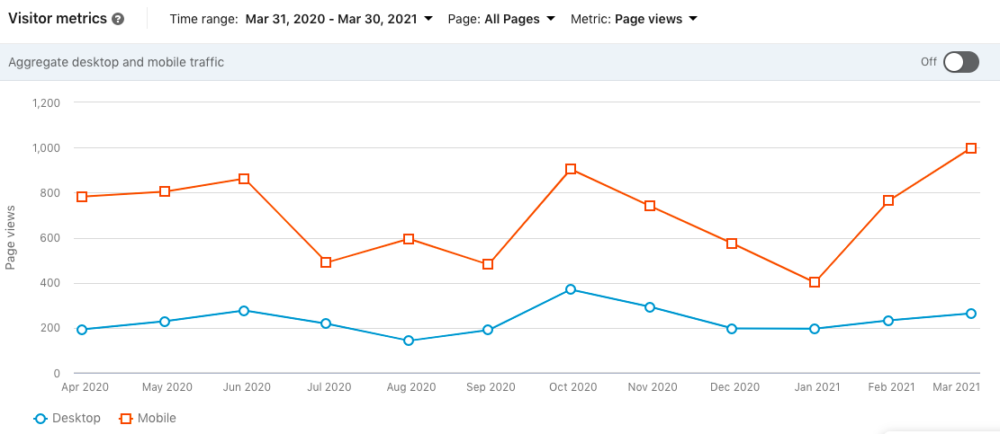 Visitor metrics ? Time range: Mar 31, 2020 - Mar 30, 2021 Page: All Pages Metric: Page views
Aggregate desktop and mobile traffic Off
1,200
1,000
800
600
400
200
0
Page views
Apr 2020 May 2020 Jun 2020 Jul 2020 Aug 2020 Sep 2020 Oct 2020 Nov 2020 Dec 2020 Jan 2021 Feb 2021 Mar 2021
Desktop Mobile